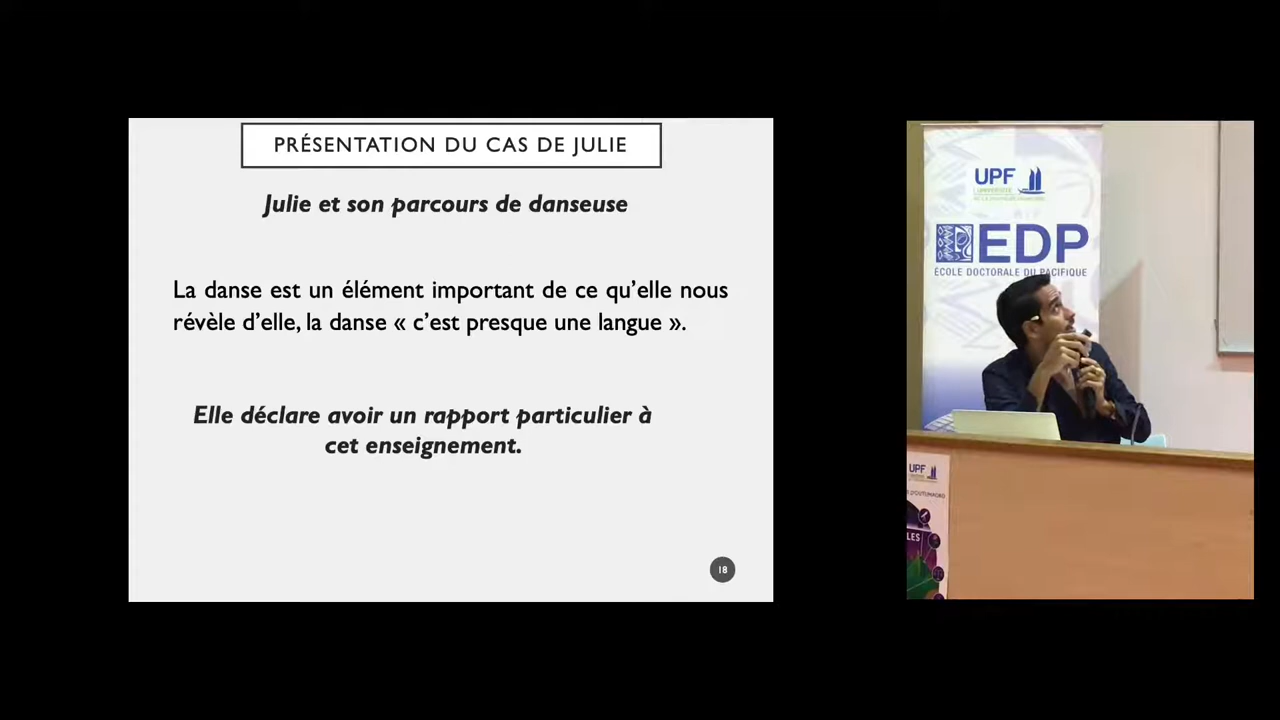 PRÉSENTATION DU CAS DE JULIE
Julie et son parcours de danseuse
La danse est un élément important de ce qu’elle nous
révèle d’elle, la danse « c’est presque une langue ».
Elle déclare avoir un rapport particulier à
cet enseignement.
18
UPF
EDP
ÉCOLE DOCTORALE DU PACIFIQUE
UPF